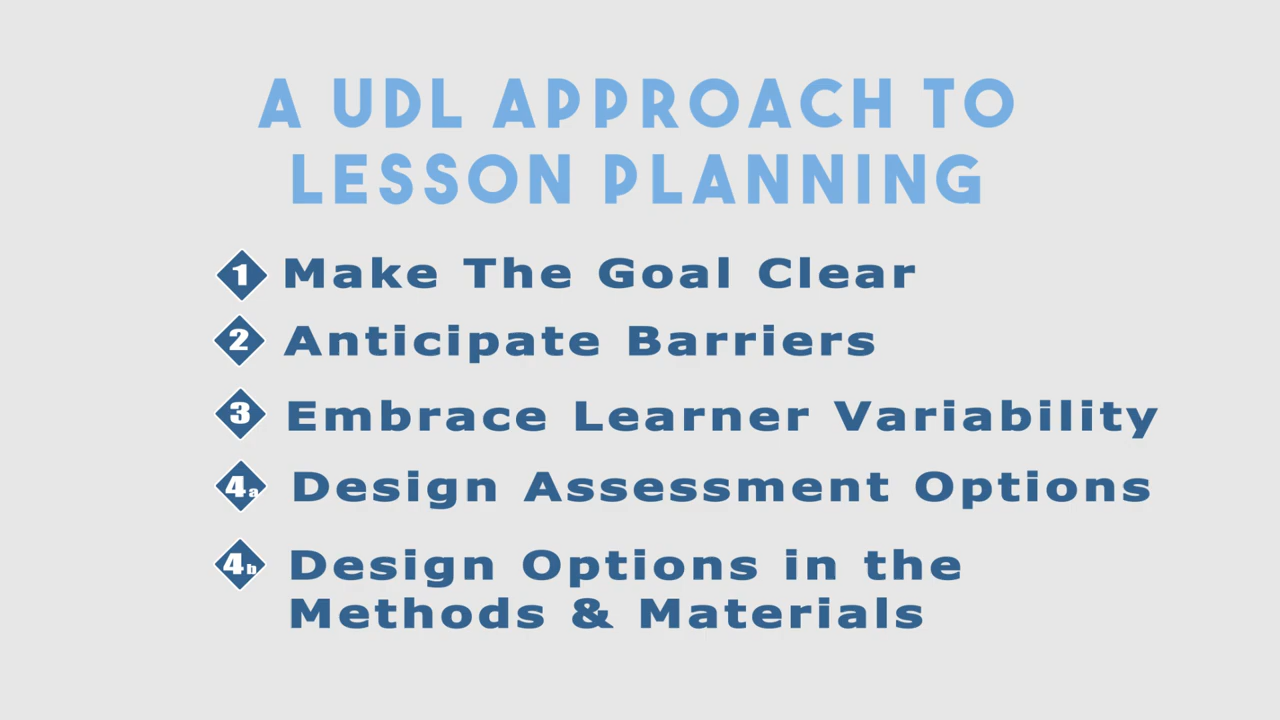 A UDL APPROACH TO
LESSON PLANNING
1 Make The Goal Clear
2 Anticipate Barriers
3 Embrace Learner Variability
4a Design Assessment Options
4b Design Options in the
Methods & Materials